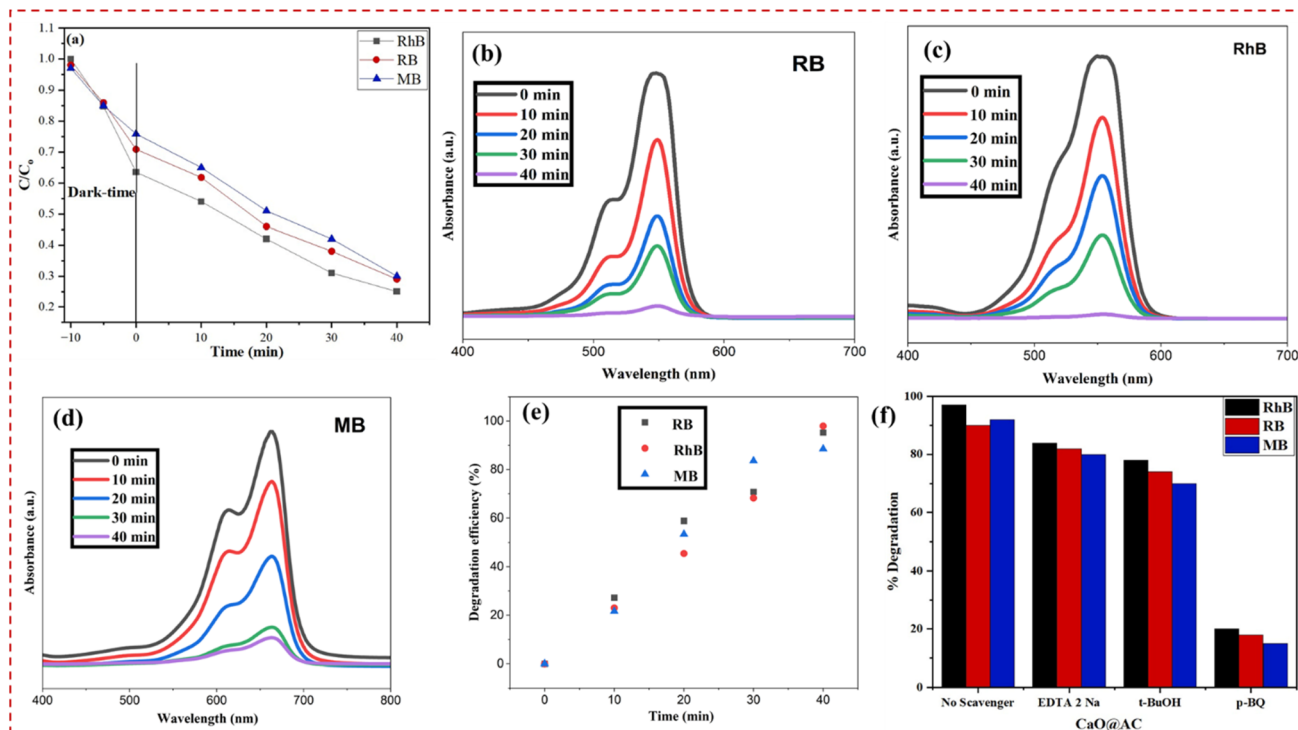 (a)
RhB
RB
MB
1.1
1.0
0.9
0.8
0.7
0.6
0.5
0.4
0.3
0.2
C/Co
Dark-time
−10
0
10
20
30
40
Time (min)
(b)
RB
0 min
10 min
20 min
30 min
40 min
Absorbance (a.u.)
400
500
600
700
Wavelength (nm)
(c)
RhB
0 min
10 min
20 min
30 min
40 min
Absorbance (a.u.)
400
500
600
700
Wavelength (nm)
(d)
MB
0 min
10 min
20 min
30 min
40 min
Absorbance (a.u.)
400
500
600
700
800
Wavelength (nm)
(e)
RB
RhB
MB
100
80
60
40
20
0
Degradation efficiency (%)
0
10
20
30
40
Time (min)
(f)
RhB
RB
MB
100
80
60
40
20
0
% Degradation
No Scavenger
EDTA 2 Na
t-BuOH
p-BQ
CaO@AC